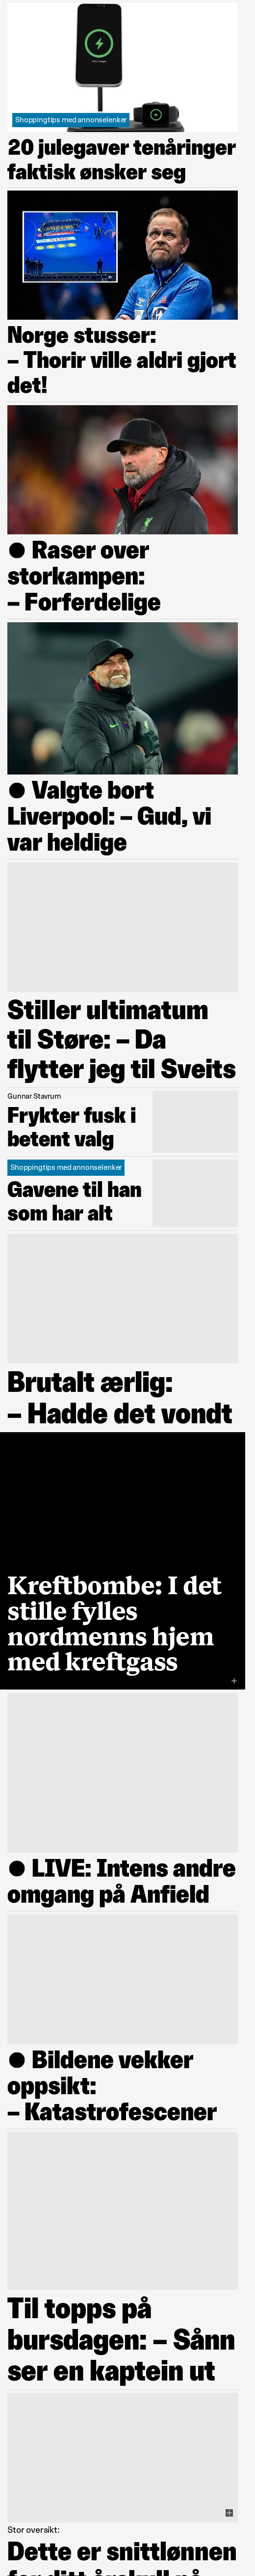 Shoppingtips med annonselenker
20 julegaver tenåringer
faktisk ønsker seg
Norge stusser:
– Thorir ville aldri gjort
det!
● Raser over
storkampen:
– Forferdelige
● Valgte bort
Liverpool: – Gud, vi
var heldige
Stiller ultimatum
til Støre: – Da
flytter jeg til Sveits
Gunnar Stavrum
Frykter fusk i
betent valg
Shoppingtips med annonselenker
Gavene til han
som har alt
Brutalt ærlig:
– Hadde det vondt
Kreftbombe: I det
stille fylles
nordmenns hjem
med kreftgass
● LIVE: Intens andre
omgang på Anfield
● Bildene vekker
oppsikt:
– Katastrofescener
Til topps på
bursdagen: – Sånn
ser en kaptein ut
Stor oversikt:
Dette er snittlønnen